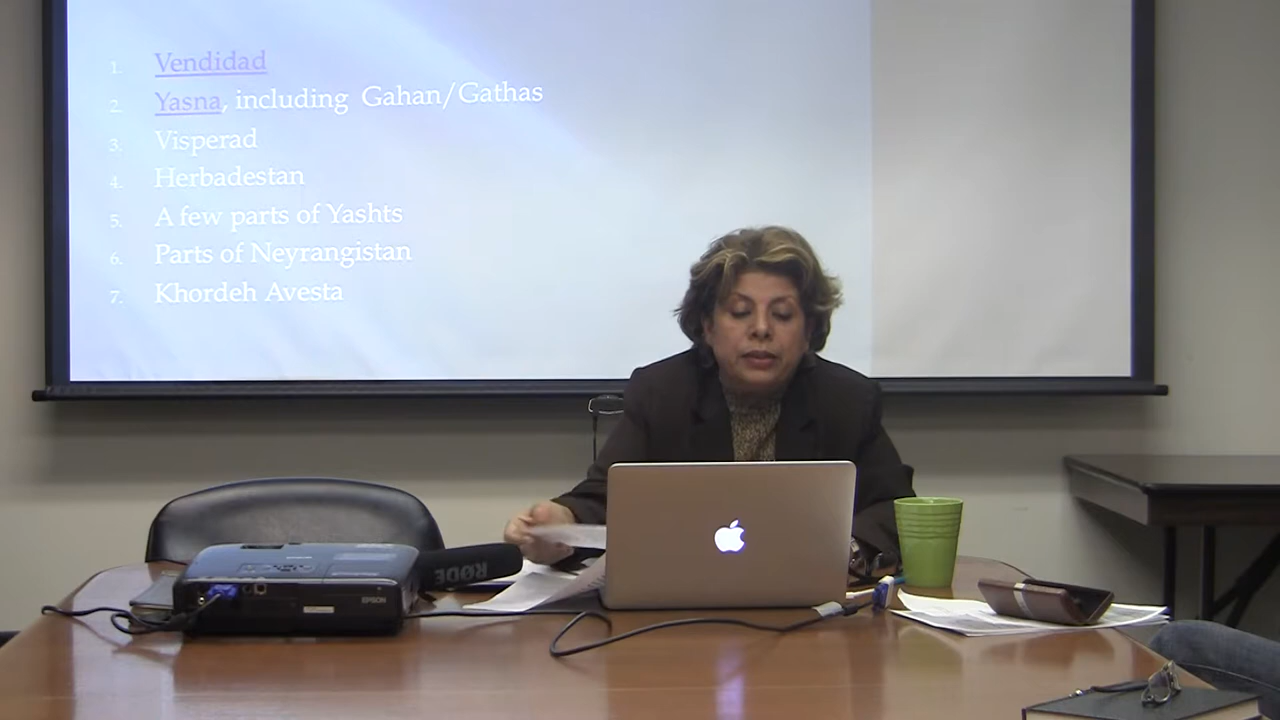 1. Vendidad
2. Yasna, including Gahan/Gathas
3. Visperad
4. Herbadestan
5. A few parts of Yashts
6. Parts of Neyrangistan
7. Khordeh Avesta
RØDE
EPSON